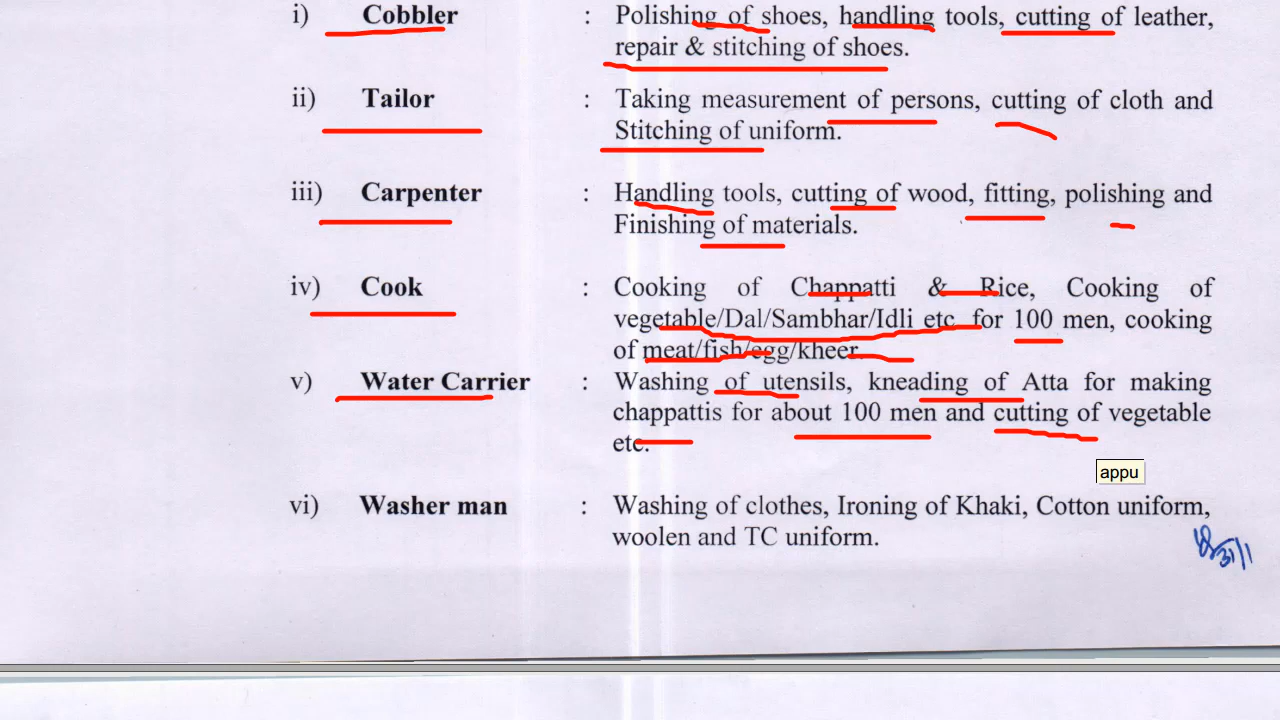 i) Cobbler : Polishing of shoes, handling tools, cutting of leather,
repair & stitching of shoes.
ii) Tailor : Taking measurement of persons, cutting of cloth and
Stitching of uniform.
iii) Carpenter : Handling tools, cutting of wood, fitting, polishing and
Finishing of materials.
iv) Cook : Cooking of Chappatti & Rice, Cooking of
vegetable/Dal/Sambhar/Idli etc for 100 men, cooking
of meat/fish/egg/kheer.
v) Water Carrier : Washing of utensils, kneading of Atta for making
chappattis for about 100 men and cutting of vegetable
etc.
appu
vi) Washer man : Washing of clothes, Ironing of Khaki, Cotton uniform,
woolen and TC uniform.